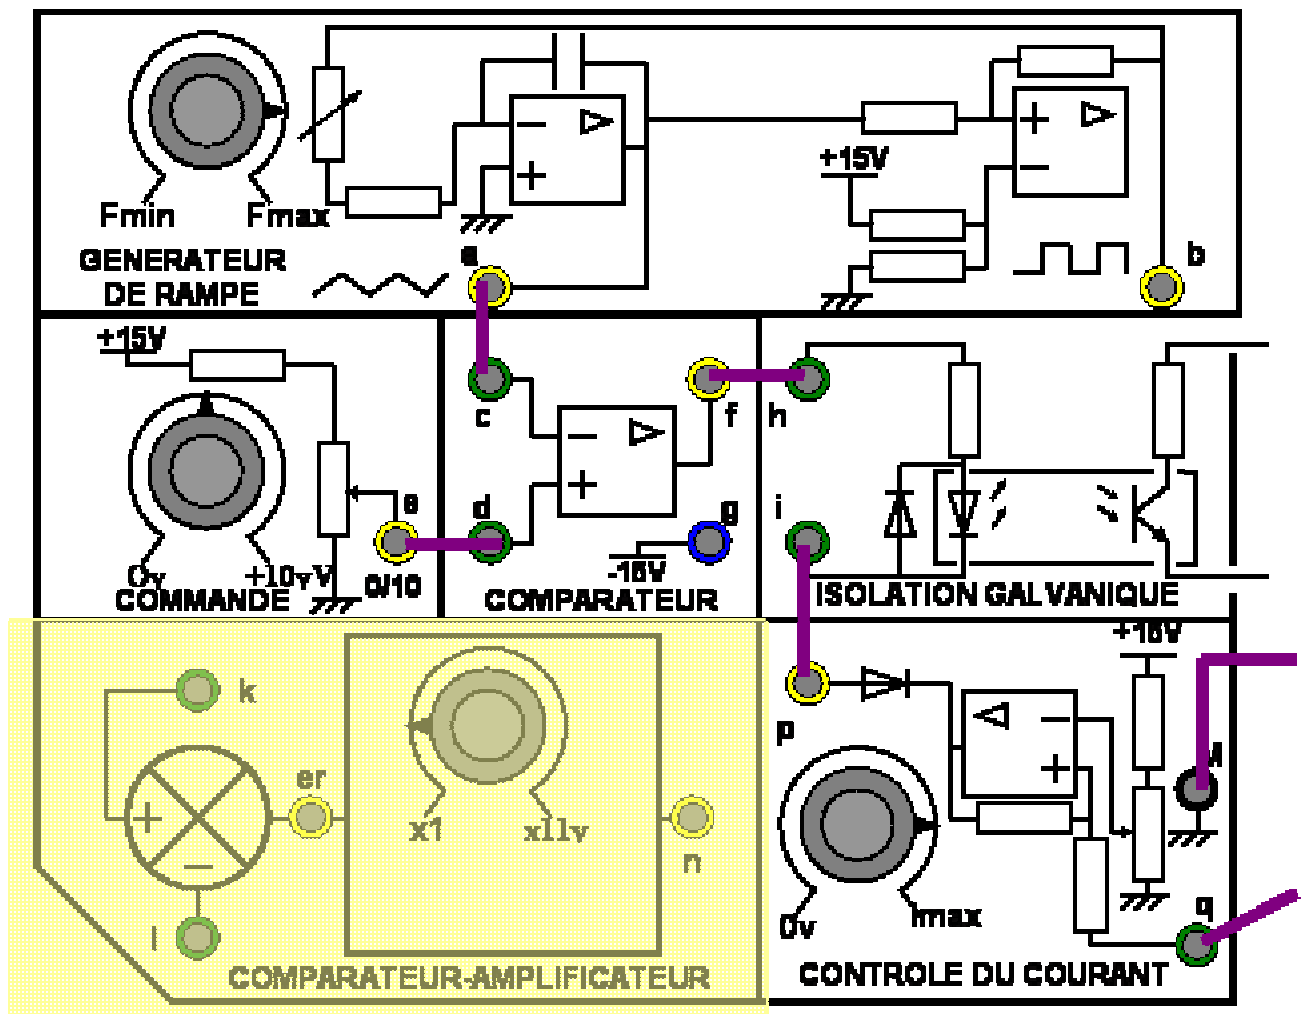 Fmin
Fmax
GENERATEUR
DE RAMPE
a
+15V
b
+15V
0v
+10vV
COMMANDE
e
0/10
c
d
f
g
-15V
COMPARATEUR
h
i
ISOLATION GALVANIQUE
k
er
l
x1
x11v
n
COMPARATEUR-AMPLIFICATEUR
p
+15V
0v
Imax
q
CONTROLE DU COURANT